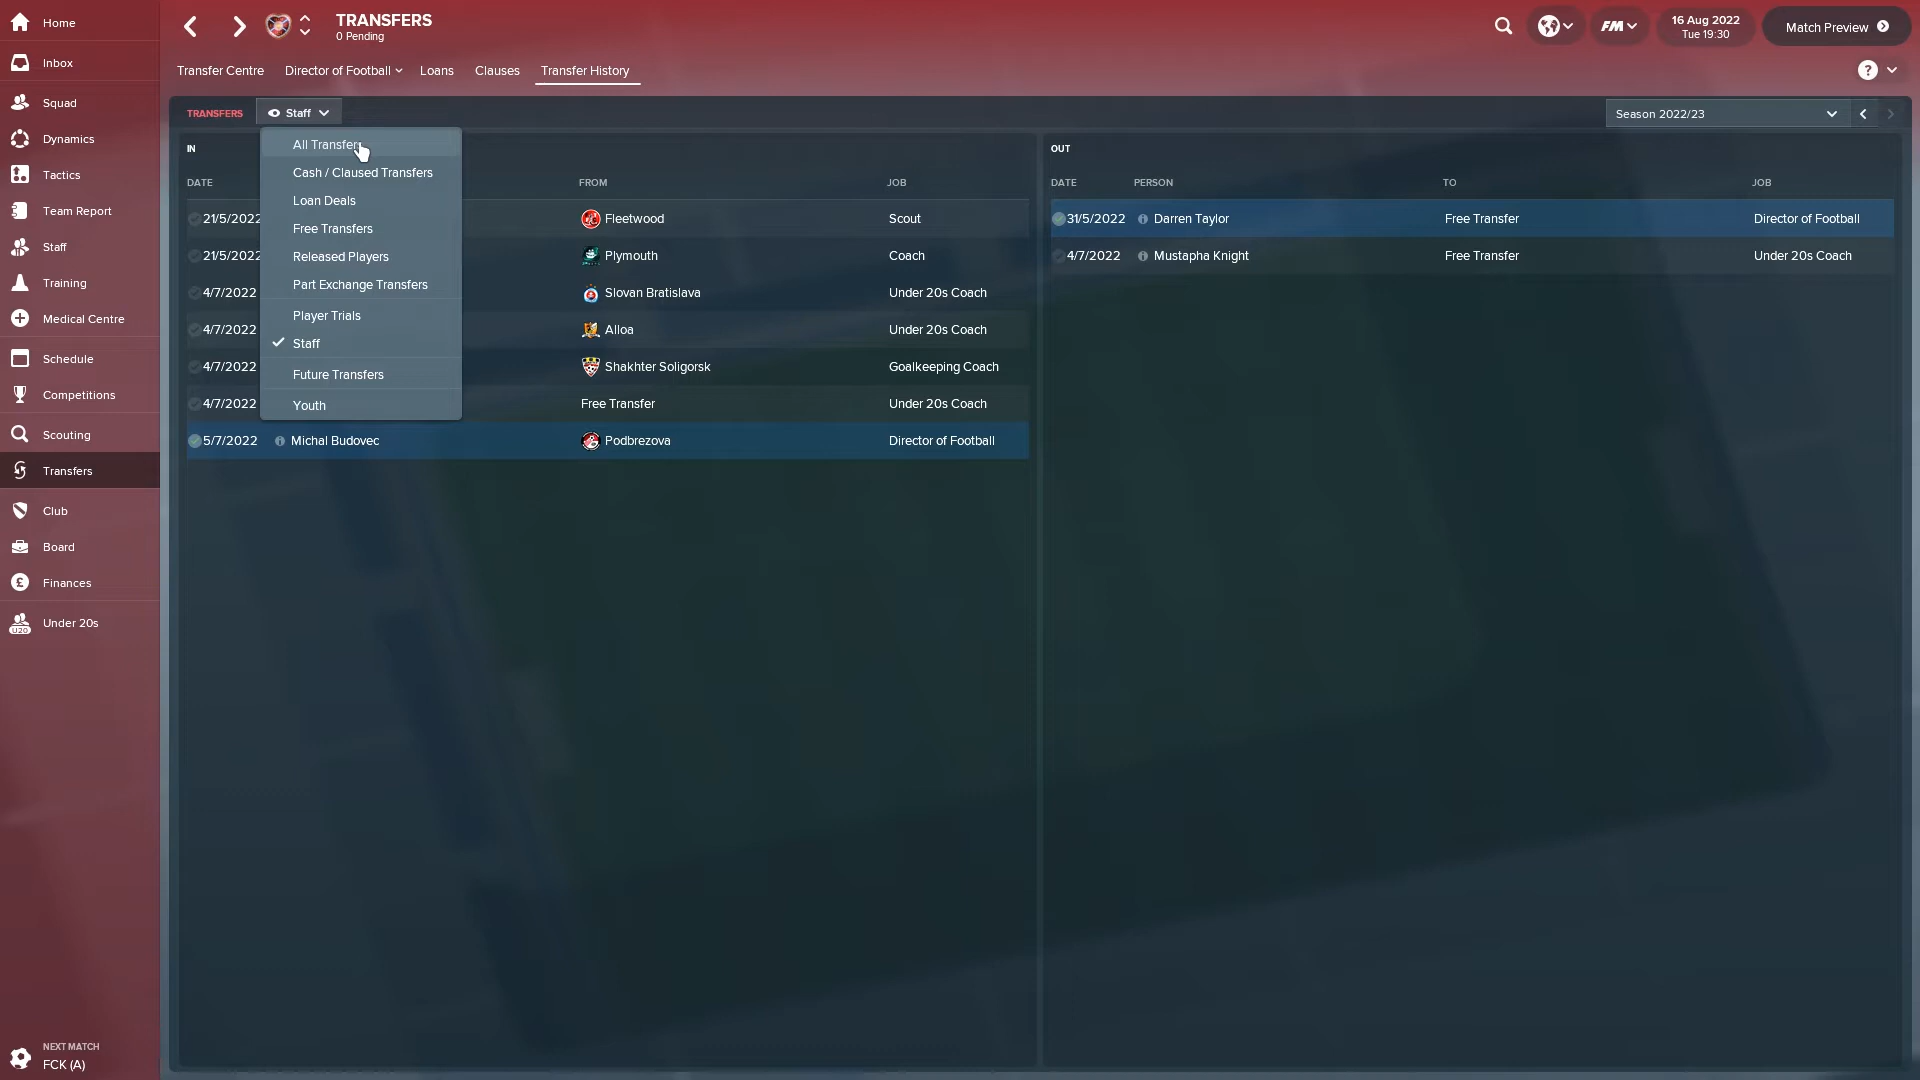 Home
Inbox
Squad
Dynamics
Tactics
Team Report
Staff
Training
Medical Centre
Schedule
Competitions
Scouting
Transfers
Club
Board
Finances
U20
Under 20s
NEXT MATCH
FCK (A)
TRANSFERS
0 Pending
FM
16 Aug 2022
Tue 19:30
Match Preview
Transfer Centre Director of Football Loans Clauses Transfer History
?
TRANSFERS Staff
Season 2022/23
All Transfers
Cash / Claused Transfers
Loan Deals
Free Transfers
Released Players
Part Exchange Transfers
Player Trials
Staff
Future Transfers
Youth
IN
DATE FROM JOB
21/5/2022 Fleetwood Scout
21/5/2022 Plymouth Coach
4/7/2022 Slovan Bratislava Under 20s Coach
4/7/2022 Alloa Under 20s Coach
4/7/2022 Shakhter Soligorsk Goalkeeping Coach
4/7/2022 Free Transfer Under 20s Coach
5/7/2022 Michal Budovec Podbrezova Director of Football
OUT
DATE PERSON TO JOB
31/5/2022 Darren Taylor Free Transfer Director of Football
4/7/2022 Mustapha Knight Free Transfer Under 20s Coach